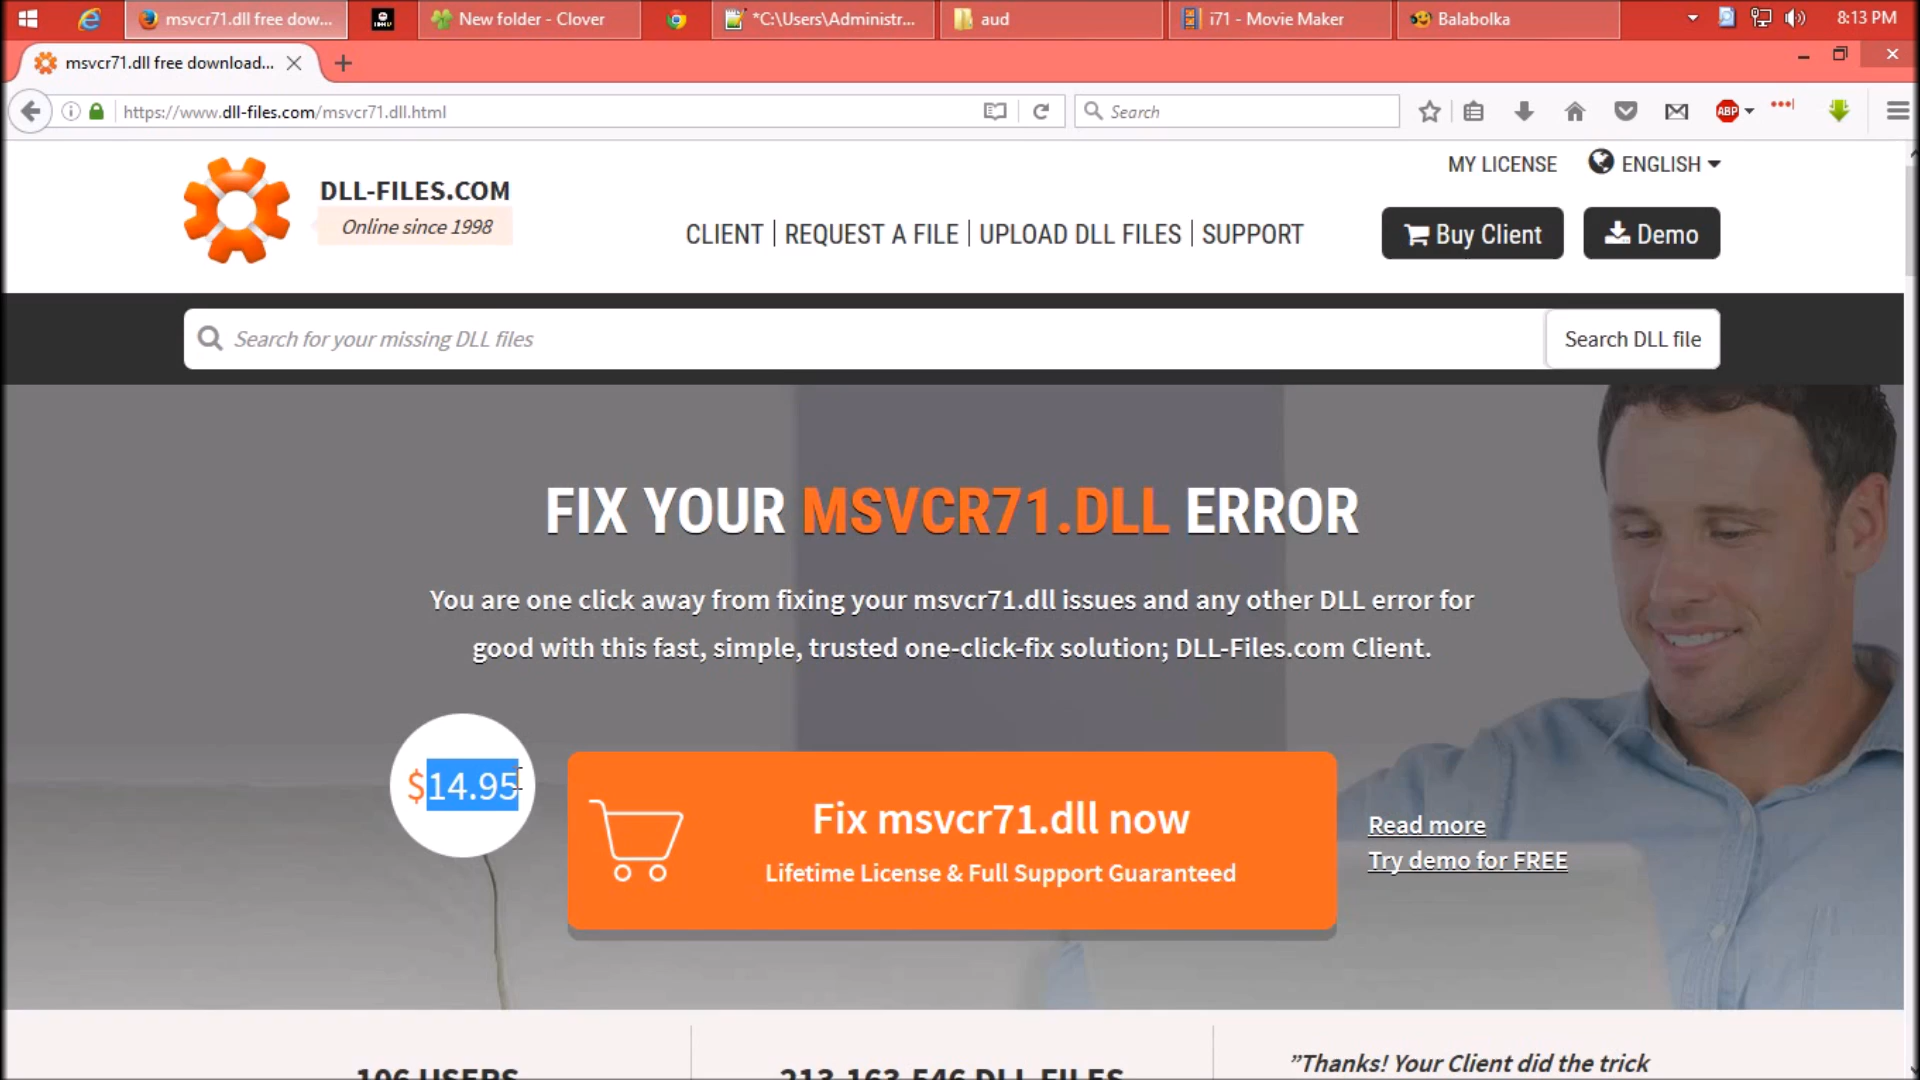 msvcr71.dll free dow...
New folder - Clover
*C:\Users\Administr...
aud
i71 - Movie Maker
Balabolka
8:13 PM
msvcr71.dll free download...
https://www.dll-files.com/msvcr71.dll.html
Search
ABP
MY LICENSE
ENGLISH
DLL-FILES.COM
Online since 1998
CLIENT
REQUEST A FILE
UPLOAD DLL FILES
SUPPORT
Buy Client
Demo
Search for your missing DLL files
Search DLL file
FIX YOUR MSVCR71.DLL ERROR
You are one click away from fixing your msvcr71.dll issues and any other DLL error for
good with this fast, simple, trusted one-click-fix solution; DLL-Files.com Client.
$14.95
Fix msvcr71.dll now
Lifetime License & Full Support Guaranteed
Read more
Try demo for FREE
106 USERS
213,163,546 DLL FILES
"Thanks! Your Client did the trick